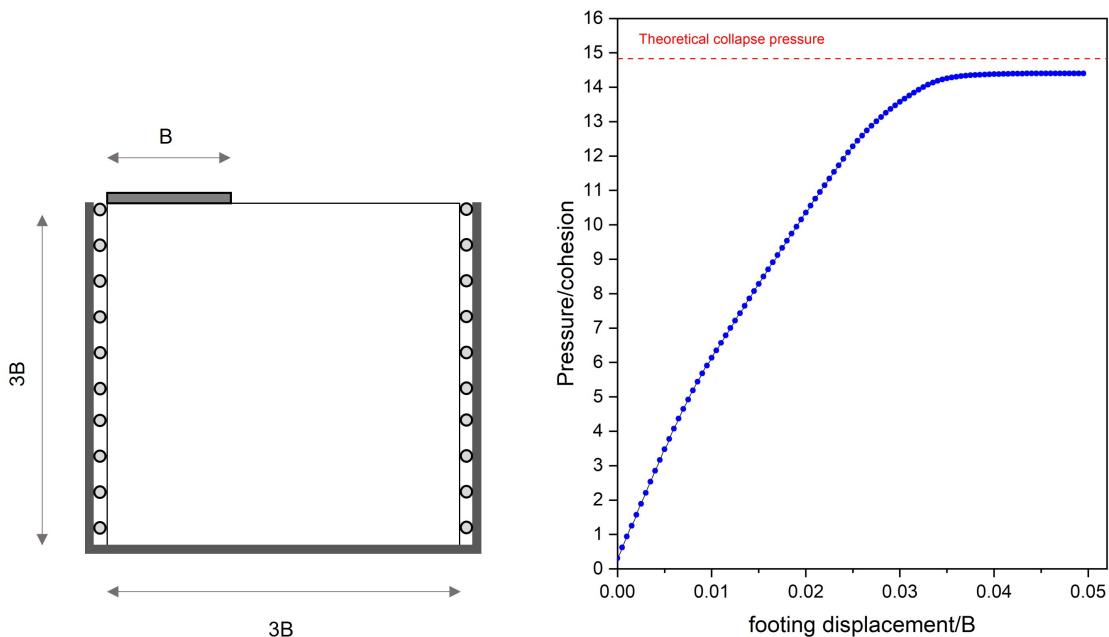 B
3B
3B
Pressure/cohesion
16
15
14
13
12
11
10
9
8
7
6
5
4
3
2
1
0
Theoretical collapse pressure
0.00 0.01 0.02 0.03 0.04 0.05
footing displacement/B